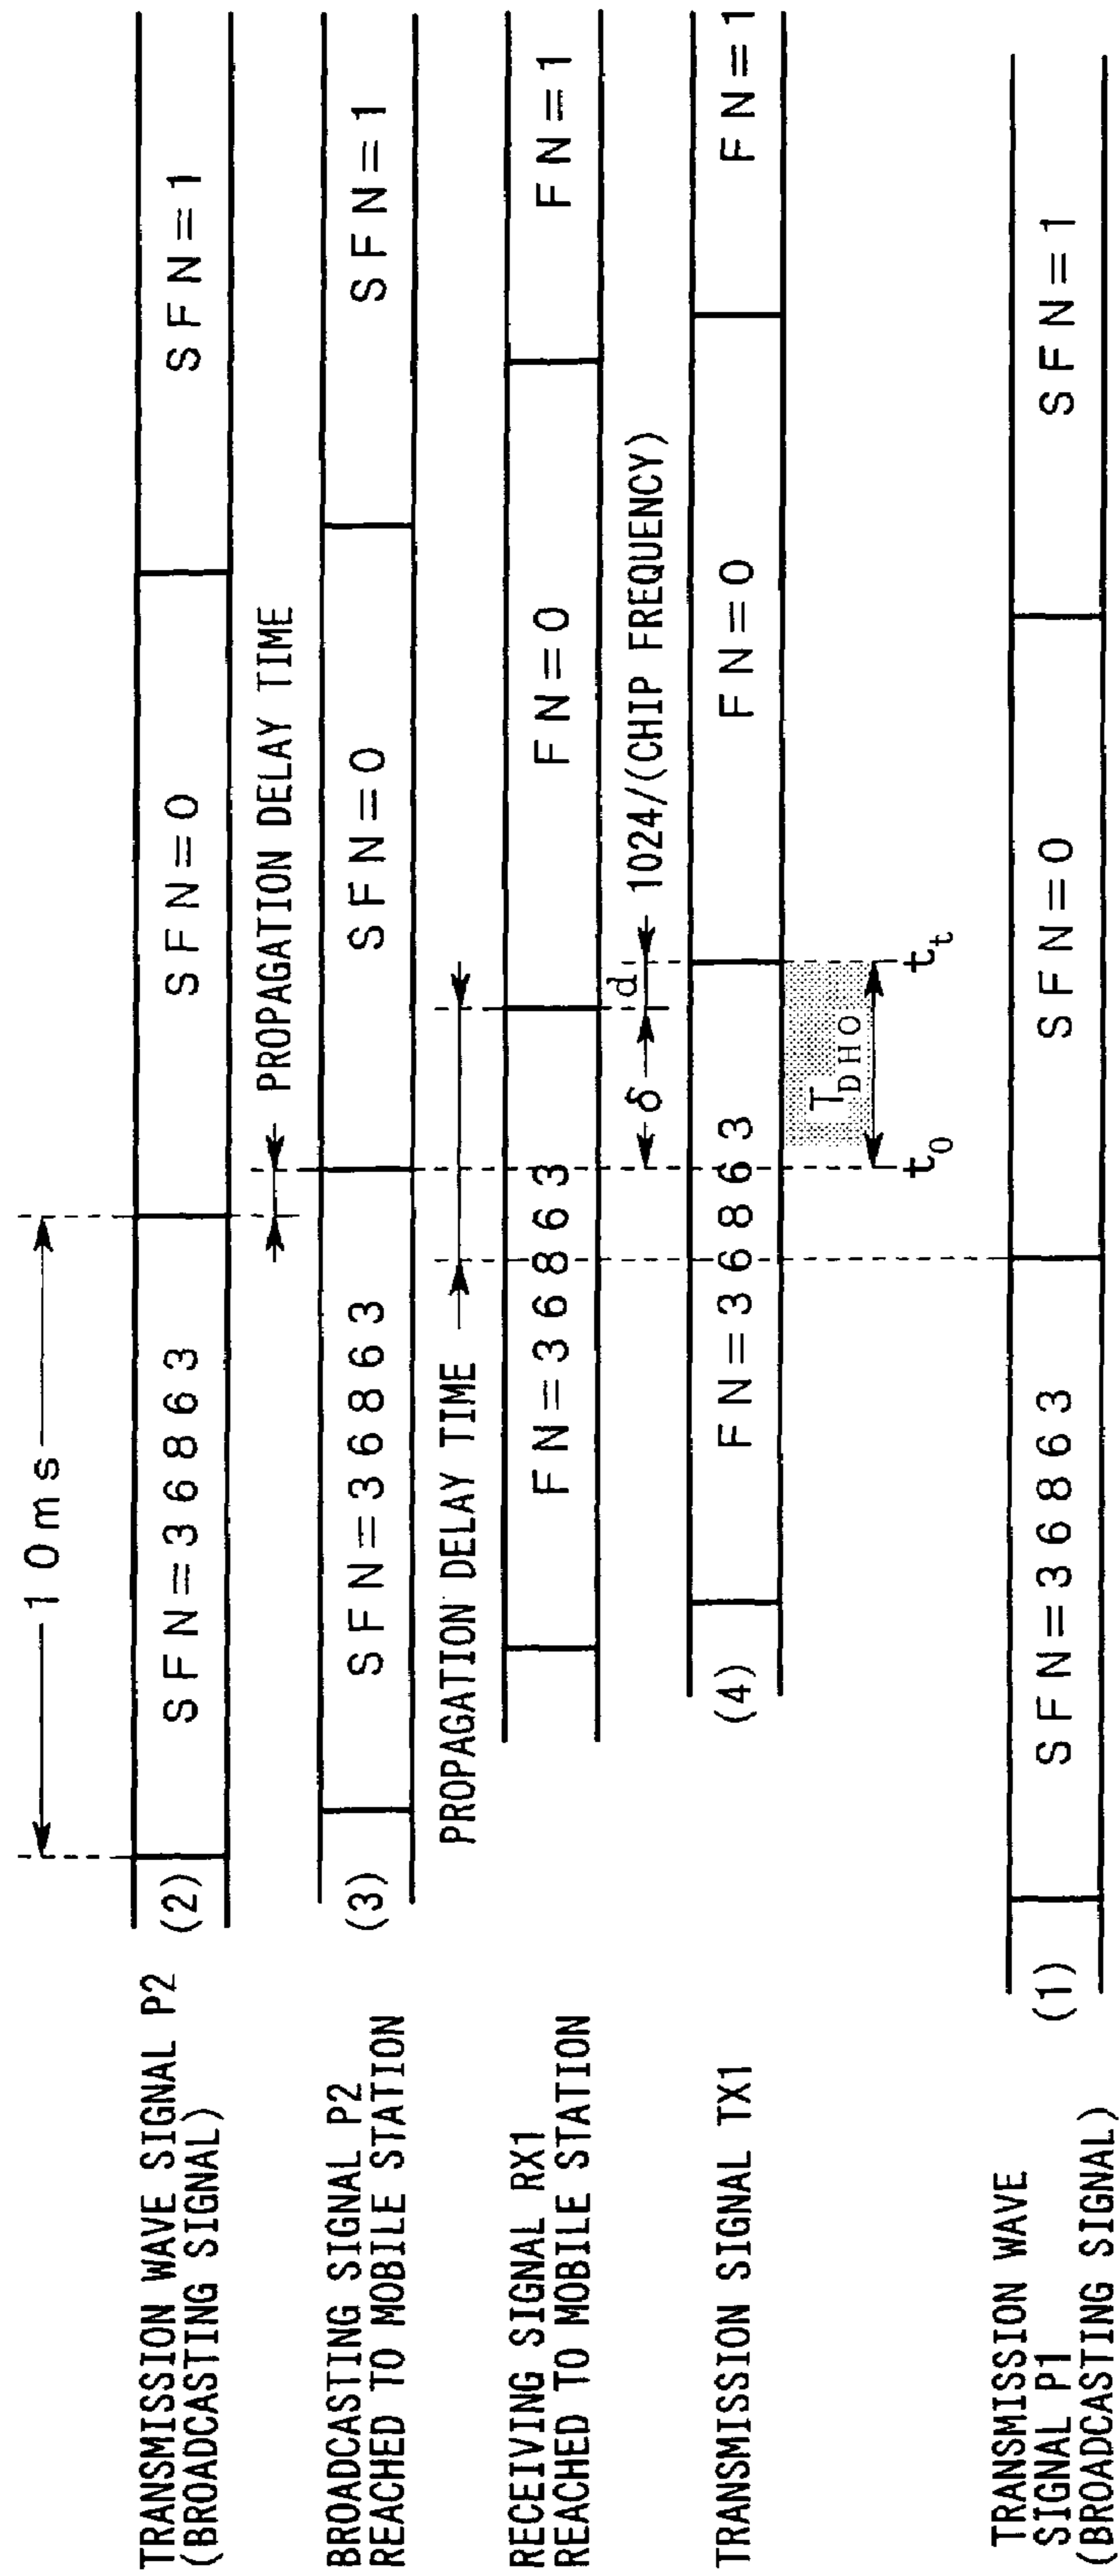 10ms
TRANSMISSION WAVE SIGNAL P2
(BROADCASTING SIGNAL)
(2)
SFN=36863
SFN=0
SFN=1
PROPAGATION DELAY TIME
BROADCASTING SIGNAL P2
REACHED TO MOBILE STATION
(3)
SFN=36863
SFN=0
SFN=1
PROPAGATION DELAY TIME
RECEIVING SIGNAL RX1
REACHED TO MOBILE STATION
FN=36863
FN=0
FN=1
δ
d
1024/(CHIP FREQUENCY)
TRANSMISSION SIGNAL TX1
(4)
FN=36863
FN=0
FN=1
T_DHO
t_0
t_t
TRANSMISSION WAVE
SIGNAL P1
(BROADCASTING SIGNAL)
(1)
SFN=36863
SFN=0
SFN=1